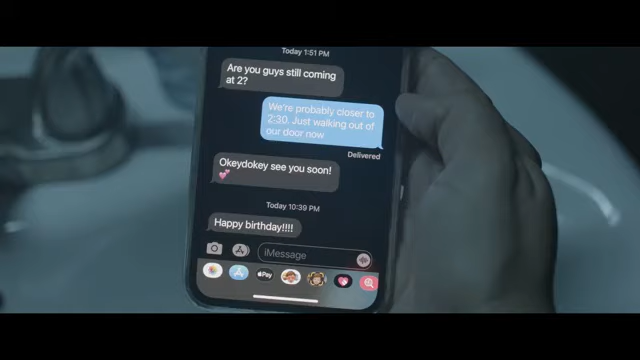 Today 1:51 PM
Are you guys still coming
at 2?
We're probably closer to
2:30. Just walking out of
our door now
Delivered
Okeydokey see you soon!
💕
Today 10:39 PM
Happy birthday!!!!
iMessage
Pay